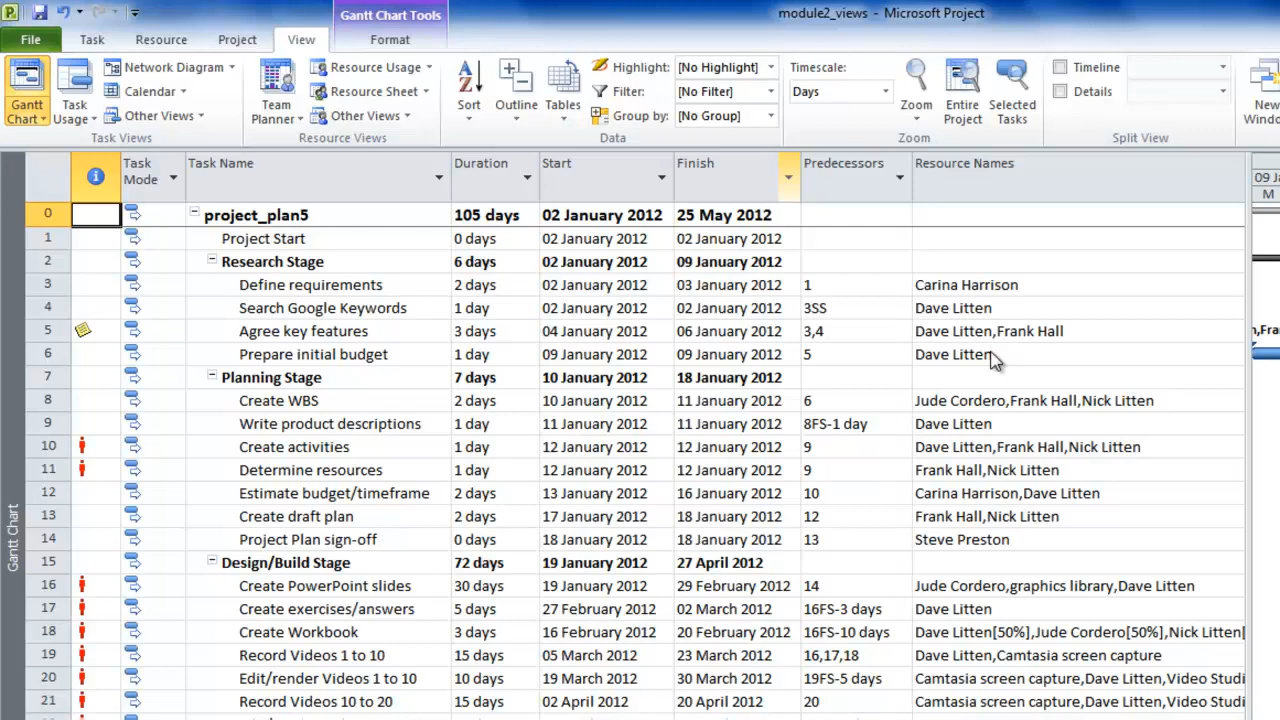 module2_views - Microsoft Project
Gantt Chart Tools
File Task Resource Project View Format
Gantt Chart
Task Usage
Network Diagram
Calendar
Other Views
Task Views
Team Planner
Resource Usage
Resource Sheet
Other Views
Resource Views
Sort
Outline
Tables
Highlight: [No Highlight]
Filter: [No Filter]
Group by: [No Group]
Data
Timescale:
Days
Zoom
Entire Project
Selected Tasks
Zoom
Timeline
Details
Split View
New
Task Mode Task Name Duration Start Finish Predecessors Resource Names
M
0 project_plan5 105 days 02 January 2012 25 May 2012
1 Project Start 0 days 02 January 2012 02 January 2012
2 Research Stage 6 days 02 January 2012 09 January 2012
3 Define requirements 2 days 02 January 2012 03 January 2012 1 Carina Harrison
4 Search Google Keywords 1 day 02 January 2012 02 January 2012 3SS Dave Litten
5 Agree key features 3 days 04 January 2012 06 January 2012 3,4 Dave Litten,Frank Hall
6 Prepare initial budget 1 day 09 January 2012 09 January 2012 5 Dave Litten
7 Planning Stage 7 days 10 January 2012 18 January 2012
8 Create WBS 2 days 10 January 2012 11 January 2012 6 Jude Cordero,Frank Hall,Nick Litten
9 Write product descriptions 1 day 11 January 2012 11 January 2012 8FS-1 day Dave Litten
10 Create activities 1 day 12 January 2012 12 January 2012 9 Dave Litten,Frank Hall,Nick Litten
11 Determine resources 1 day 12 January 2012 12 January 2012 9 Frank Hall,Nick Litten
12 Estimate budget/timeframe 2 days 13 January 2012 16 January 2012 10 Carina Harrison,Dave Litten
13 Create draft plan 2 days 17 January 2012 18 January 2012 12 Frank Hall,Nick Litten
14 Project Plan sign-off 0 days 18 January 2012 18 January 2012 13 Steve Preston
15 Design/Build Stage 72 days 19 January 2012 27 April 2012
16 Create PowerPoint slides 30 days 19 January 2012 29 February 2012 14 Jude Cordero,graphics library,Dave Litten
17 Create exercises/answers 5 days 27 February 2012 02 March 2012 16FS-3 days Dave Litten
18 Create Workbook 3 days 16 February 2012 20 February 2012 16FS-10 days Dave Litten[50%],Jude Cordero[50%],Nick Litten[
19 Record Videos 1 to 10 15 days 05 March 2012 23 March 2012 16,17,18 Dave Litten,Camtasia screen capture
20 Edit/render Videos 1 to 10 10 days 19 March 2012 30 March 2012 19FS-5 days Camtasia screen capture,Dave Litten,Video Studi
21 Record Videos 10 to 20 15 days 02 April 2012 20 April 2012 20 Camtasia screen capture,Dave Litten,Video Studi
Gantt Chart